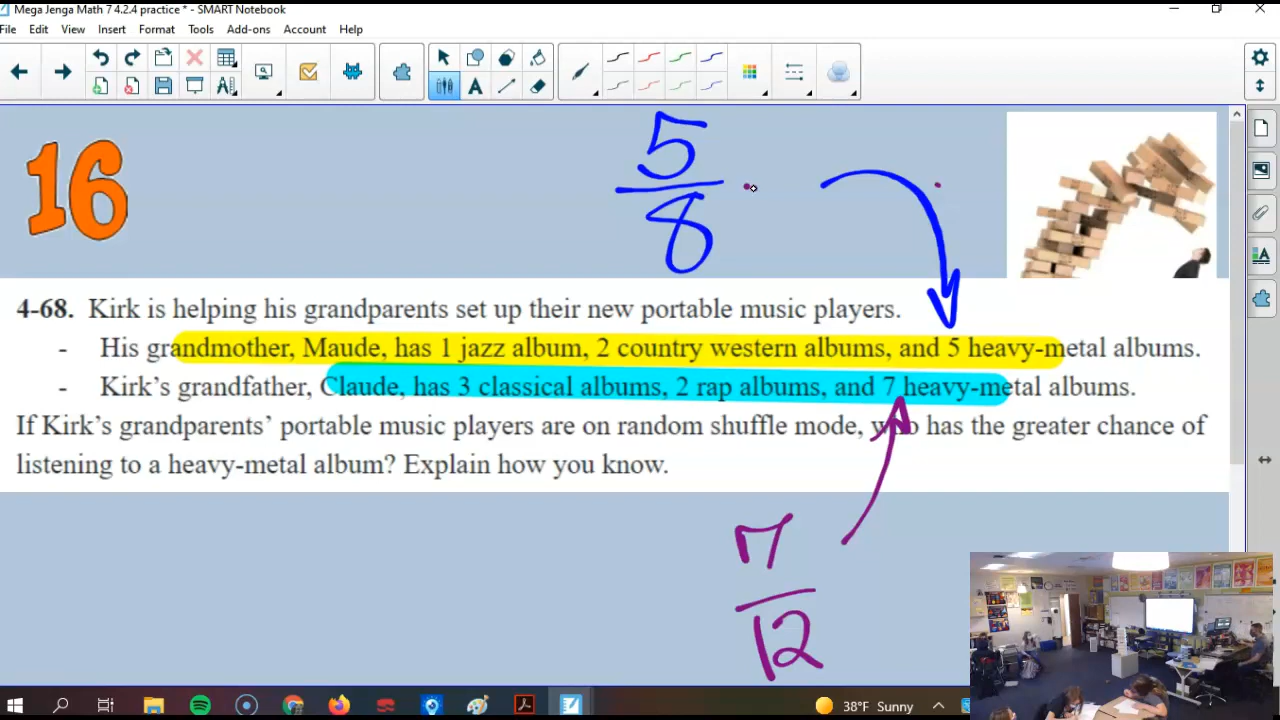 Mega Jenga Math 7 4.2.4 practice * - SMART Notebook
File Edit View Insert Format Tools Add-ons Account Help
16
5
8
4-68. Kirk is helping his grandparents set up their new portable music players.
- His grandmother, Maude, has 1 jazz album, 2 country western albums, and 5 heavy-metal albums.
- Kirk's grandfather, Claude, has 3 classical albums, 2 rap albums, and 7 heavy-metal albums.
If Kirk's grandparents' portable music players are on random shuffle mode, who has the greater chance of
listening to a heavy-metal album? Explain how you know.
7
12
38°F Sunny